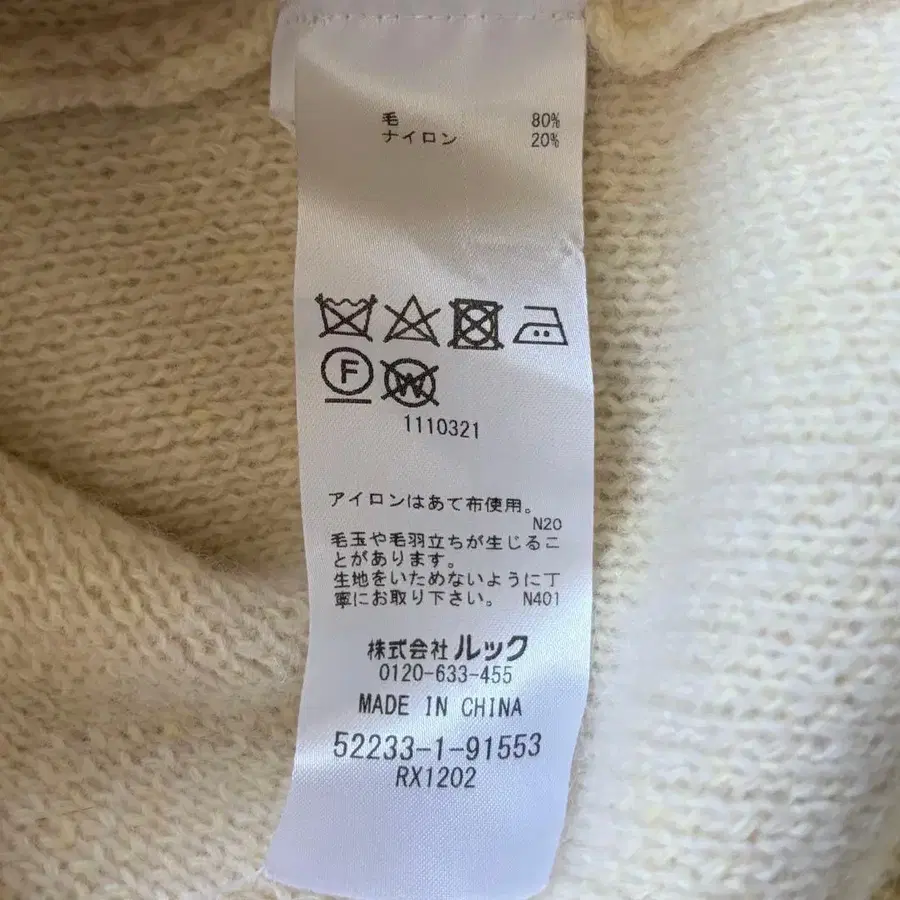 毛 80%
ナイロン 20%
F W
1110321
アイロンはあて布使用。
N20
毛玉や毛羽立ちが生じるこ
とがあります。
生地をいためないように丁
寧にお取り下さい。 N401
株式会社 ルック
0120-633-455
MADE IN CHINA
52233-1-91553
RX1202